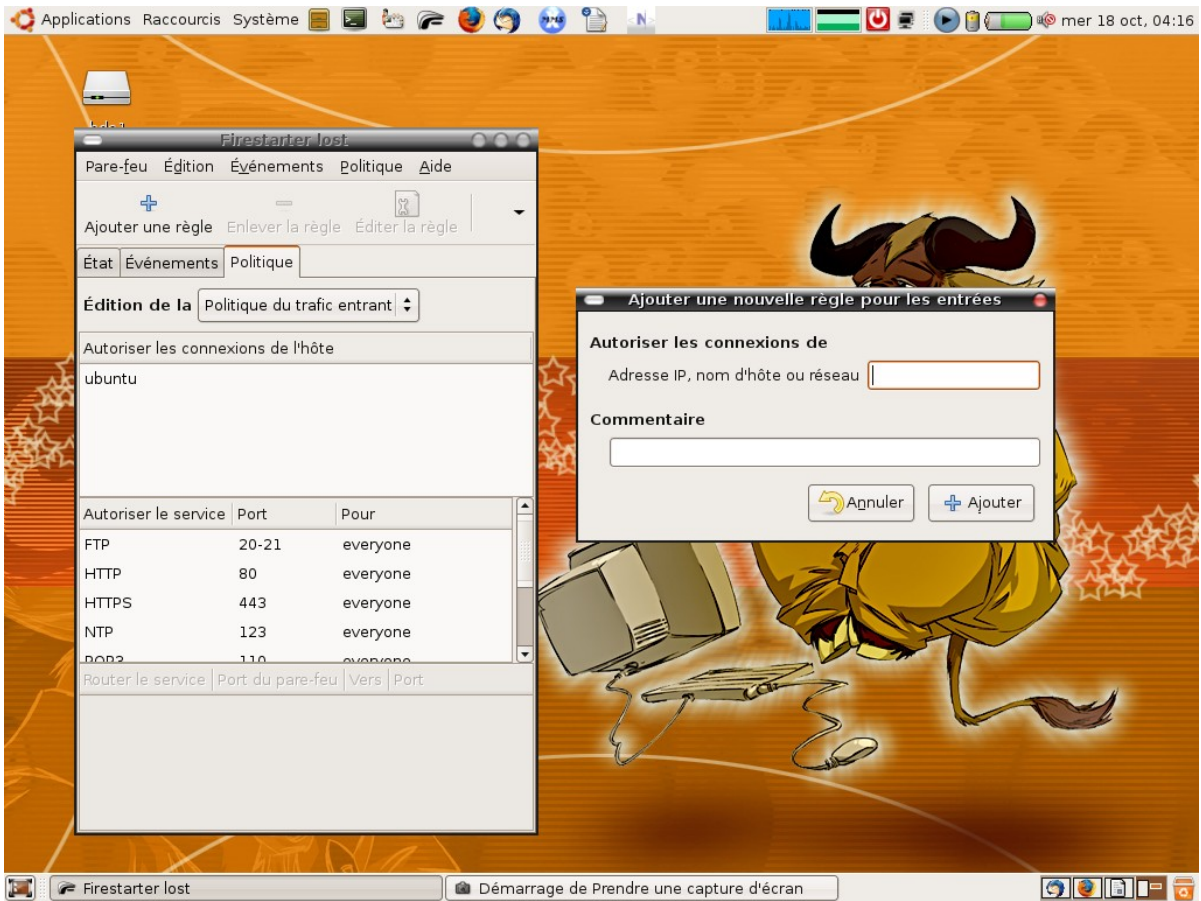 Applications Raccourcis Système mer 18 oct, 04:16
Firestarter lost
Pare-feu Édition Événements Politique Aide
Ajouter une règle Enlever la règle Éditer la règle
État Événements Politique
Édition de la Politique du trafic entrant
Autoriser les connexions de l'hôte
ubuntu
Autoriser le service Port Pour
FTP 20-21 everyone
HTTP 80 everyone
HTTPS 443 everyone
NTP 123 everyone
POP3 110 everyone
Router le service Port du pare-feu Vers Port
Ajouter une nouvelle règle pour les entrées
Autoriser les connexions de
Adresse IP, nom d'hôte ou réseau
Commentaire
Annuler Ajouter
Firestarter lost Démarrage de Prendre une capture d'écran